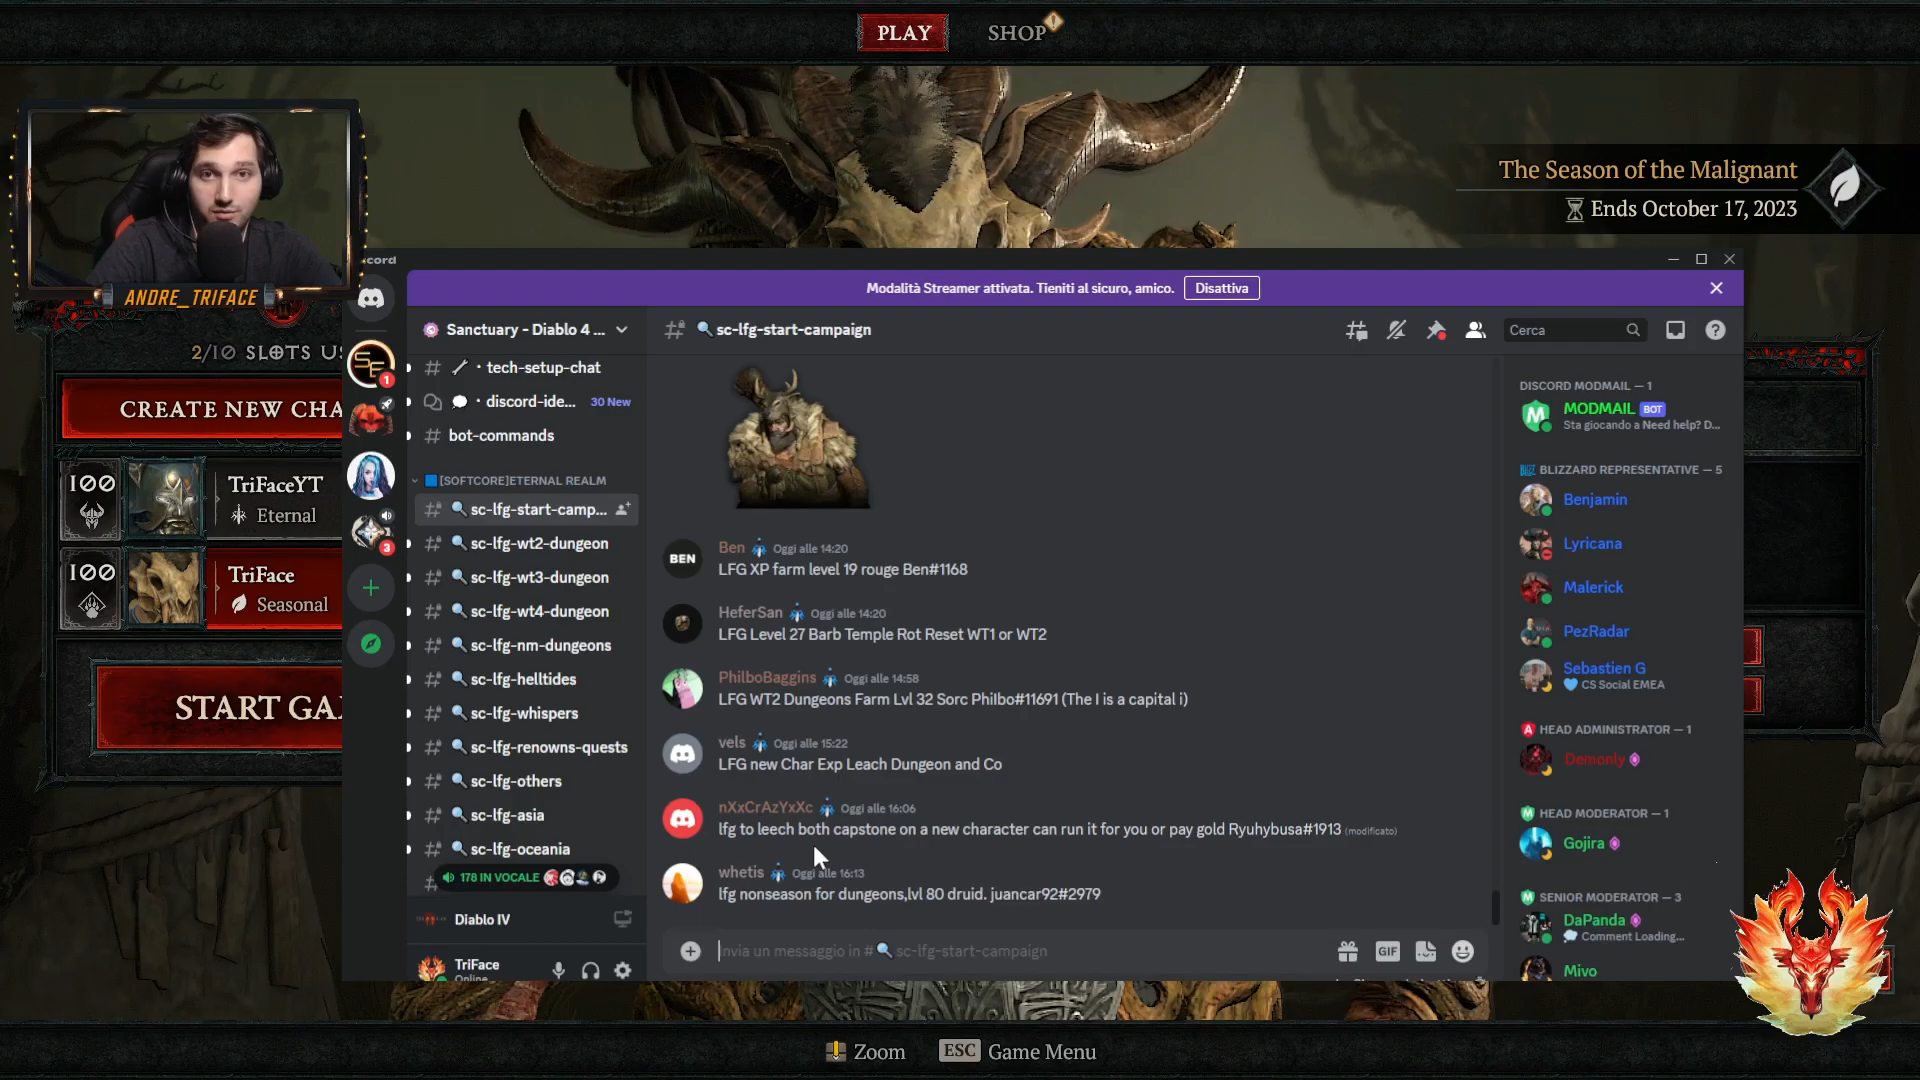 PLAY
SHOP
The Season of the Malignant
Ends October 17, 2023
ANDRE_TRIFACE
2/10 SLOTS US
CREATE NEW CHA
100
TriFaceYT
Eternal
100
TriFace
Seasonal
START GA
cord
Modalità Streamer attivata. Tieniti al sicuro, amico.
Disattiva
Sanctuary - Diablo 4 ...
1
3
tech-setup-chat
discord-ide...
30 New
bot-commands
[SOFTCORE]ETERNAL REALM
sc-lfg-start-camp...
sc-lfg-wt2-dungeon
sc-lfg-wt3-dungeon
sc-lfg-wt4-dungeon
sc-lfg-nm-dungeons
sc-lfg-helltides
sc-lfg-whispers
sc-lfg-renowns-quests
sc-lfg-others
sc-lfg-asia
sc-lfg-oceania
178 IN VOCALE
Diablo IV
TriFace
Online
sc-lfg-start-campaign
Cerca
BEN
Ben Oggi alle 14:20
LFG XP farm level 19 rouge Ben#1168
HeferSan Oggi alle 14:20
LFG Level 27 Barb Temple Rot Reset WT1 or WT2
PhilboBaggins Oggi alle 14:58
LFG WT2 Dungeons Farm Lvl 32 Sorc Philbo#11691 (The I is a capital i)
vels Oggi alle 15:22
LFG new Char Exp Leach Dungeon and Co
nXxCrAzYxXc Oggi alle 16:06
lfg to leech both capstone on a new character can run it for you or pay gold Ryuhybusa#1913 (modificato)
whetis Oggi alle 16:13
lfg nonseason for dungeons,lvl 80 druid. juancar92#2979
nvia un messaggio in # sc-lfg-start-campaign
GIF
DISCORD MODMAIL — 1
MODMAIL BOT
Sta giocando a Need help? D...
BLIZZARD REPRESENTATIVE — 5
Benjamin
Lyricana
Malerick
PezRadar
Sebastien G
CS Social EMEA
HEAD ADMINISTRATOR — 1
Demonly
HEAD MODERATOR — 1
Gojira
SENIOR MODERATOR — 3
DaPanda
Comment Loading...
Mivo
Zoom
ESC Game Menu